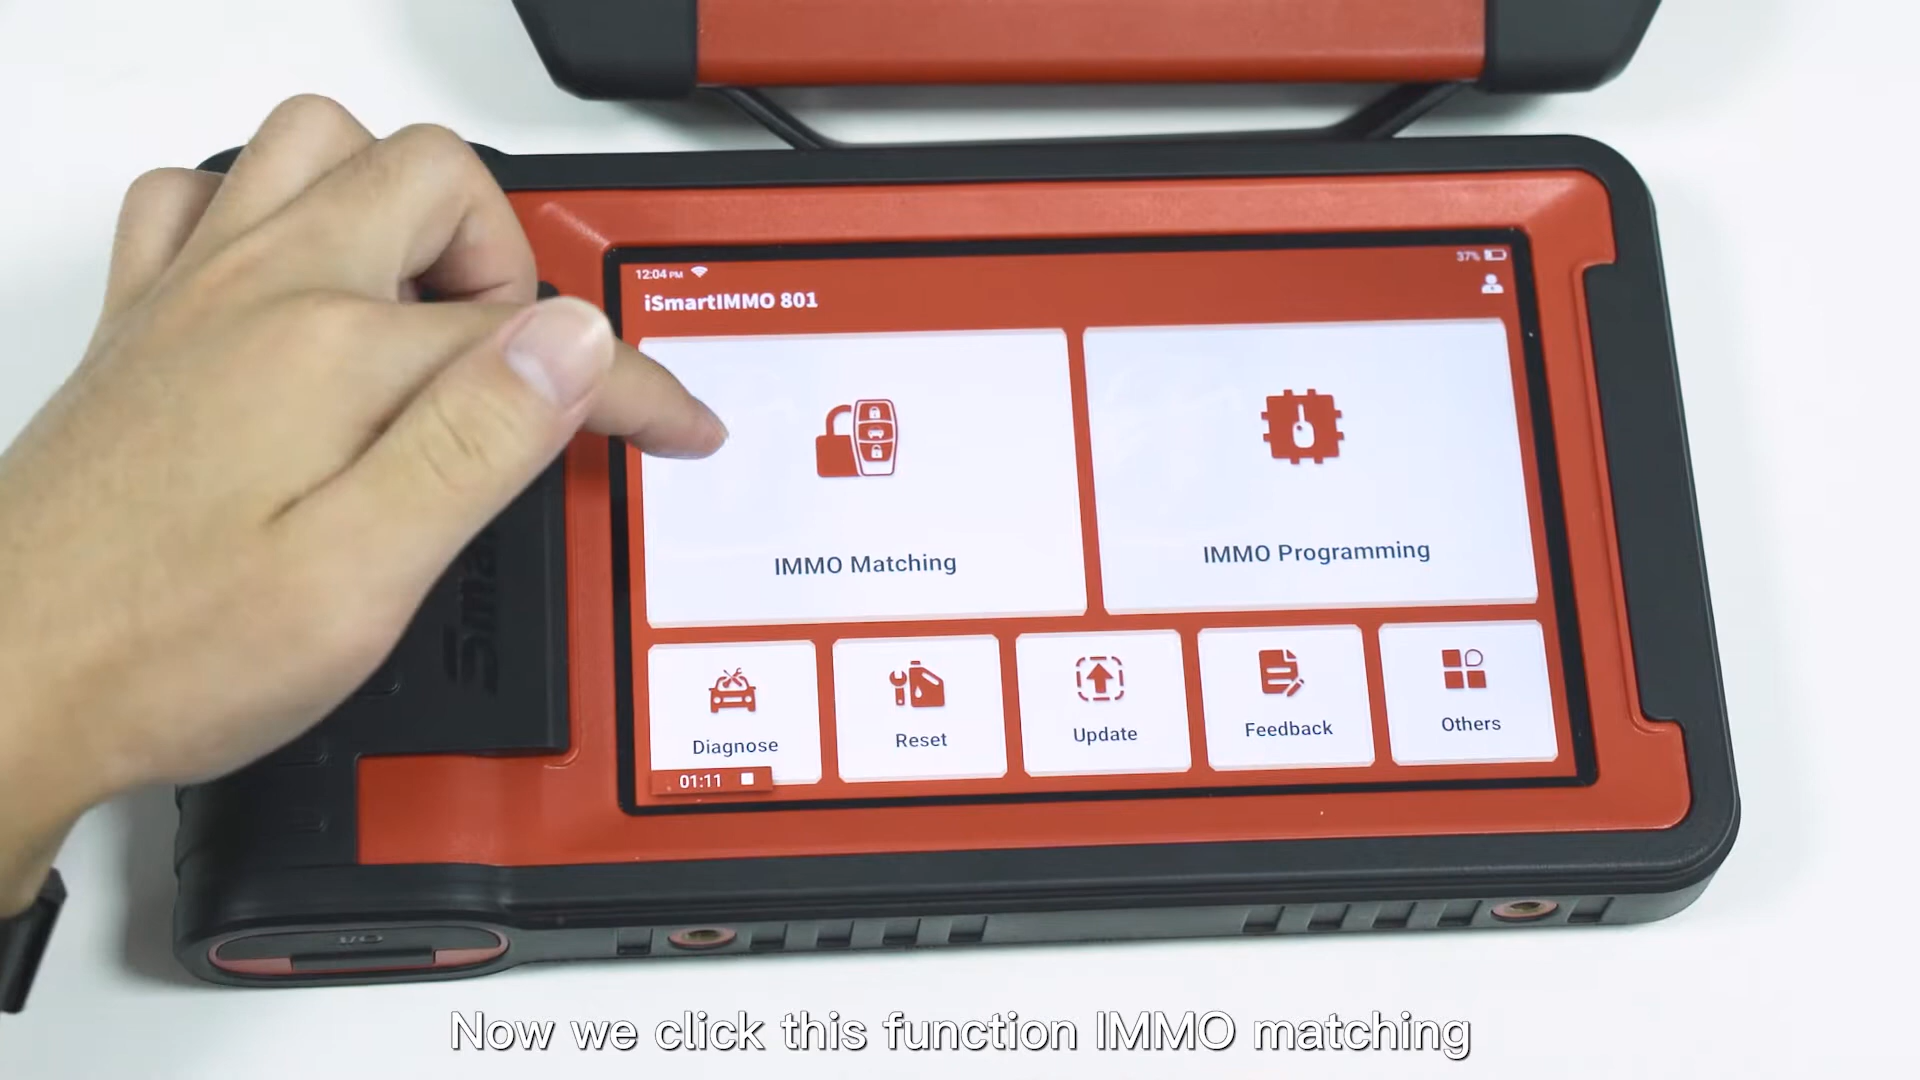 12:04 PM
37%
iSmartIMMO 801
IMMO Matching
IMMO Programming
Diagnose
Reset
Update
Feedback
Others
01:11
I/O
Now we click this function IMMO matching